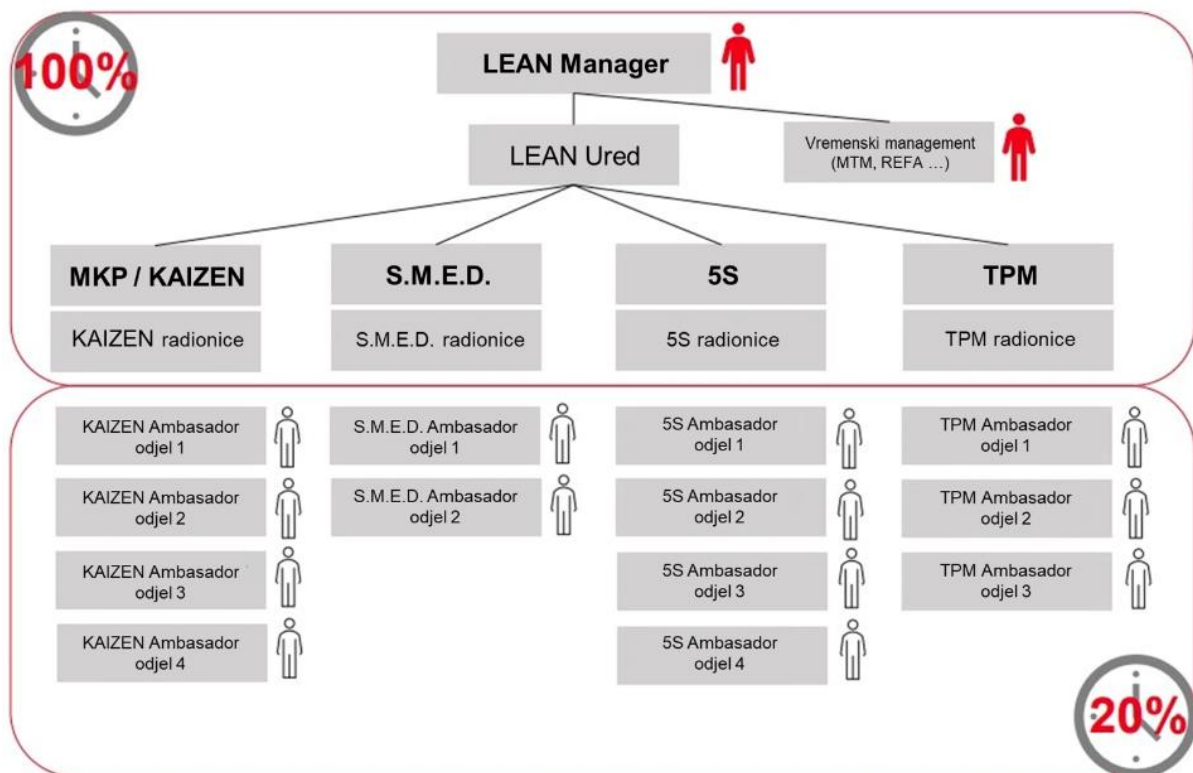 100%
LEAN Manager
LEAN Ured
Vremenski management
(MTM, REFA ...)
MKP / KAIZEN
S.M.E.D.
5S
TPM
KAIZEN radionice
S.M.E.D. radionice
5S radionice
TPM radionice
KAIZEN Ambasador
odjel 1
S.M.E.D. Ambasador
odjel 1
5S Ambasador
odjel 1
TPM Ambasador
odjel 1
KAIZEN Ambasador
odjel 2
S.M.E.D. Ambasador
odjel 2
5S Ambasador
odjel 2
TPM Ambasador
odjel 2
KAIZEN Ambasador
odjel 3
5S Ambasador
odjel 3
TPM Ambasador
odjel 3
KAIZEN Ambasador
odjel 4
5S Ambasador
odjel 4
20%